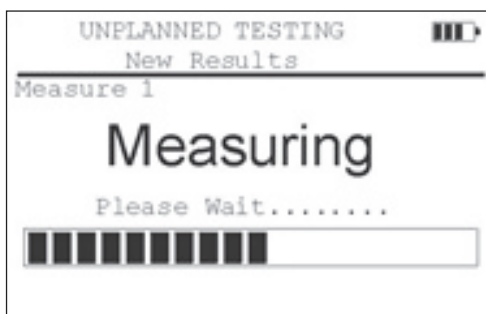 UNPLANNED TESTING
New Results
Measure 1
Measuring
Please Wait........